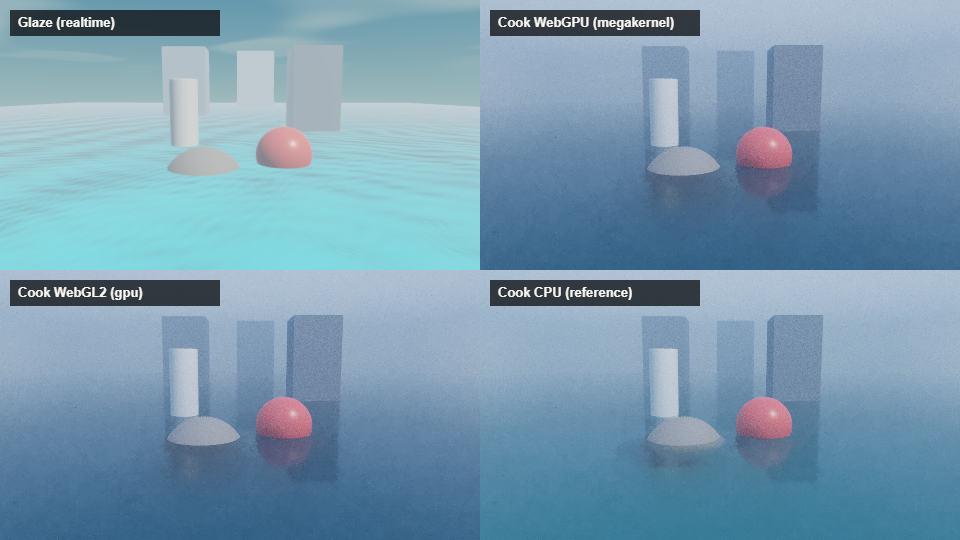 Glaze (realtime)
Cook WebGPU (megakernel)
Cook WebGL2 (gpu)
Cook CPU (reference)